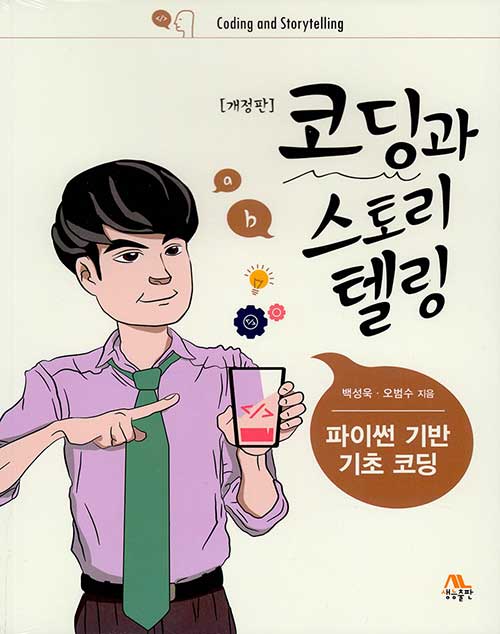 </> Coding and Storytelling
[개정판]
코딩과
스토리
텔링
a
b
</>
</>
백성욱 · 오범수 지음
파이썬 기반
기초 코딩
생능출판